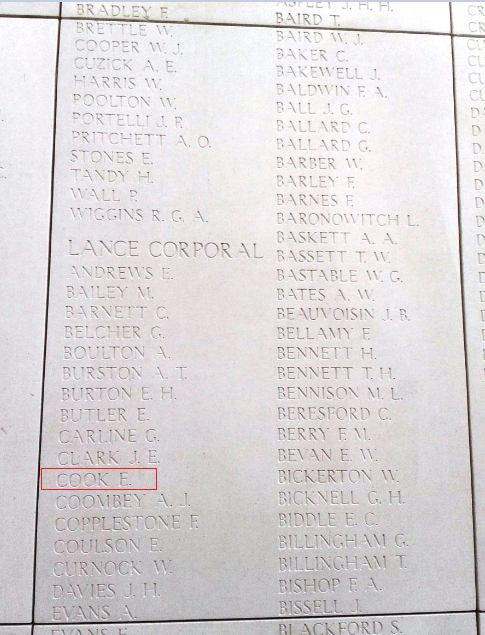 BRADLEY F.
BRETTLE W.
COOPER W. J.
CUZICK A. E.
HARRIS W.
POOLTON W.
PORTELLI J. P.
PRITCHETT A. O.
STONES E.
TANDY H.
WALL P.
WIGGINS R. G. A.
LANCE CORPORAL
ANDREWS E.
BAILEY M.
BARNETT C.
BELCHER G.
BOULTON A.
BURSTON A. T.
BURTON E. H.
BUTLER E.
CARLINE G.
CLARK J. E.
COOK E.
COOMBEY A. J.
COPPLESTONE F.
COULSON E.
CURNOCK W.
DAVIES J. H.
EVANS A.
EVANS F.
ASPLEY J. H. H.
BAIRD T.
BAIRD W. J.
BAKER C.
BAKEWELL J.
BALDWIN F. A.
BALL J. G.
BALLARD C.
BALLARD G.
BARBER W.
BARLEY F.
BARNES F.
BARONOWITCH L.
BASKETT A. A.
BASSETT T. W.
BASTABLE W. G.
BATES A. W.
BEAUVOISIN J. B.
BELLAMY F.
BENNETT H.
BENNETT T. H.
BENNISON M. L.
BERESFORD C.
BERRY F. M.
BEVAN E. W.
BICKERTON W.
BICKNELL G. H.
BIDDLE E. C.
BILLINGHAM G.
BILLINGHAM T.
BISHOP F. A.
BISSELL J.
BLACKFORD S.